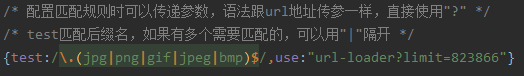 /* 配置匹配规则时可以传递参数，语法跟url地址传参一样，直接使用"?" */
/* test匹配后缀名，如果有多个需要匹配的，可以用"|"隔开 */
{test:/\.(jpg|png|gif|jpeg|bmp)$/,use:"url-loader?limit=823866"},